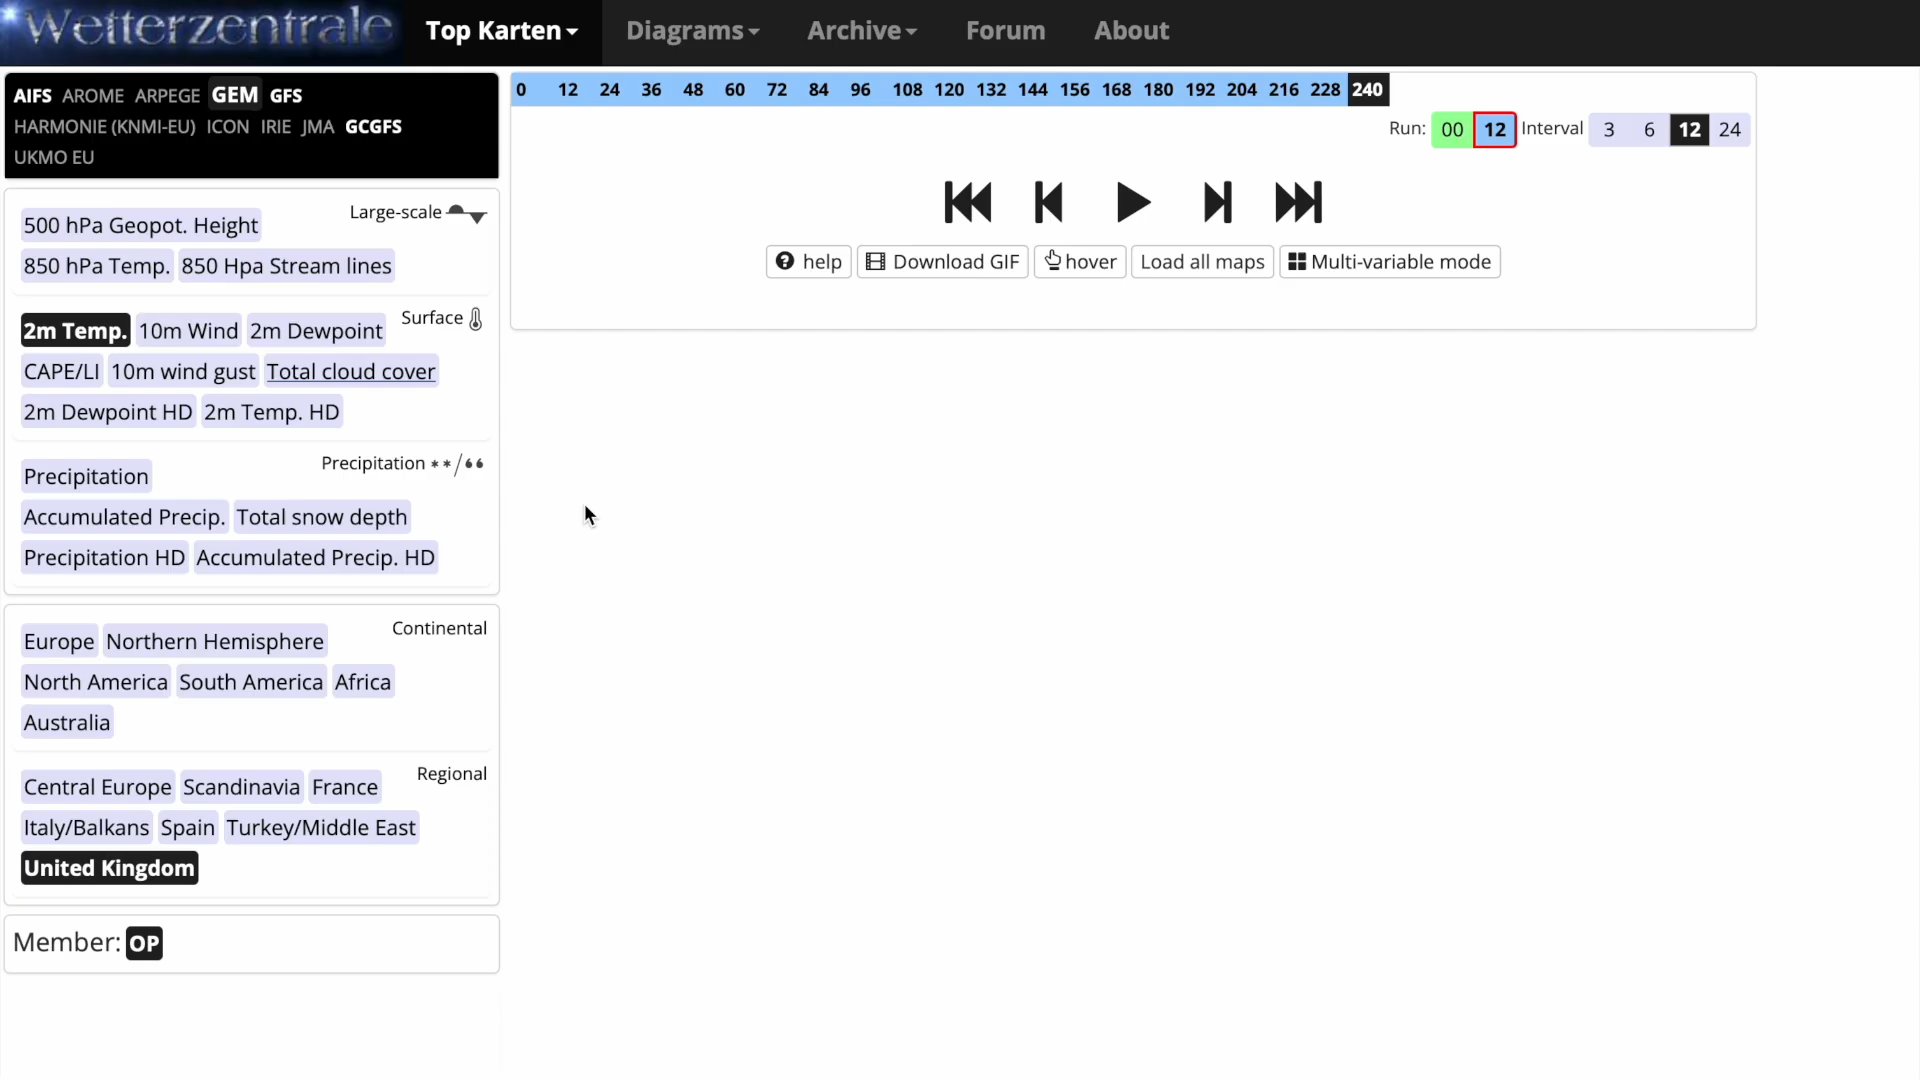 Wetterzentrale
Top Karten Diagrams Archive Forum About
AIFS AROME ARPEGE GEM GFS
HARMONIE (KNMI-EU) ICON IRIE JMA GCGFS
UKMO EU
0 12 24 36 48 60 72 84 96 108 120 132 144 156 168 180 192 204 216 228 240
Run: 00 12 Interval 3 6 12 24
help Download GIF hover Load all maps Multi-variable mode
Large-scale
500 hPa Geopot. Height
850 hPa Temp. 850 Hpa Stream lines
Surface
2m Temp. 10m Wind 2m Dewpoint
CAPE/LI 10m wind gust Total cloud cover
2m Dewpoint HD 2m Temp. HD
Precipitation **/
Precipitation
Accumulated Precip. Total snow depth
Precipitation HD Accumulated Precip. HD
Continental
Europe Northern Hemisphere
North America South America Africa
Australia
Regional
Central Europe Scandinavia France
Italy/Balkans Spain Turkey/Middle East
United Kingdom
Member: OP